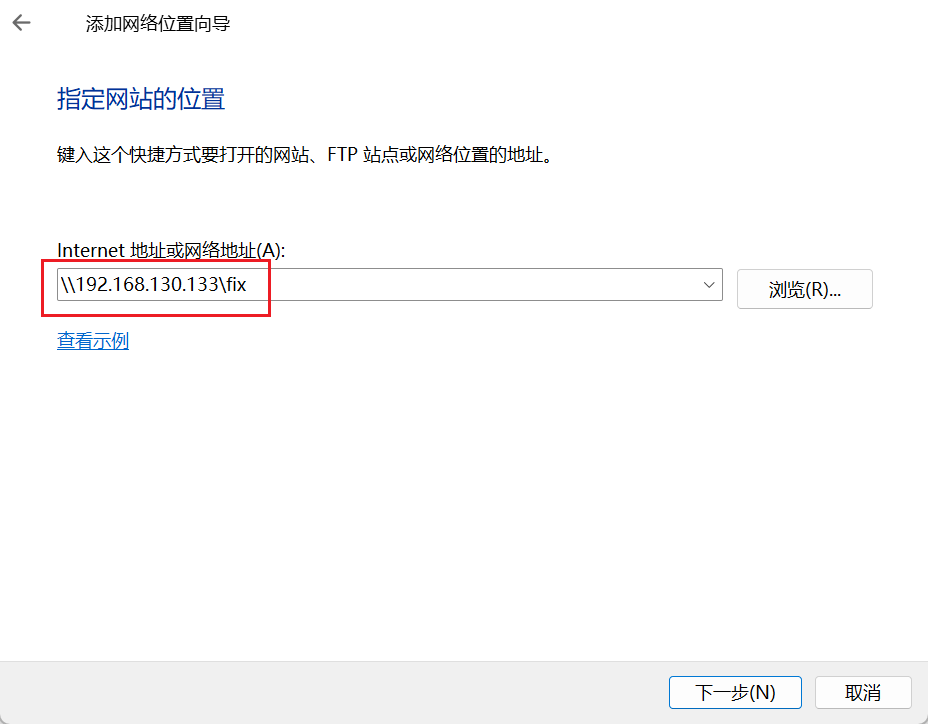 添加网络位置向导
指定网站的位置
键入这个快捷方式要打开的网站、FTP 站点或网络位置的地址。
Internet 地址或网络地址(A):
\\192.168.130.133\fix
浏览(R)...
查看示例
下一步(N)
取消